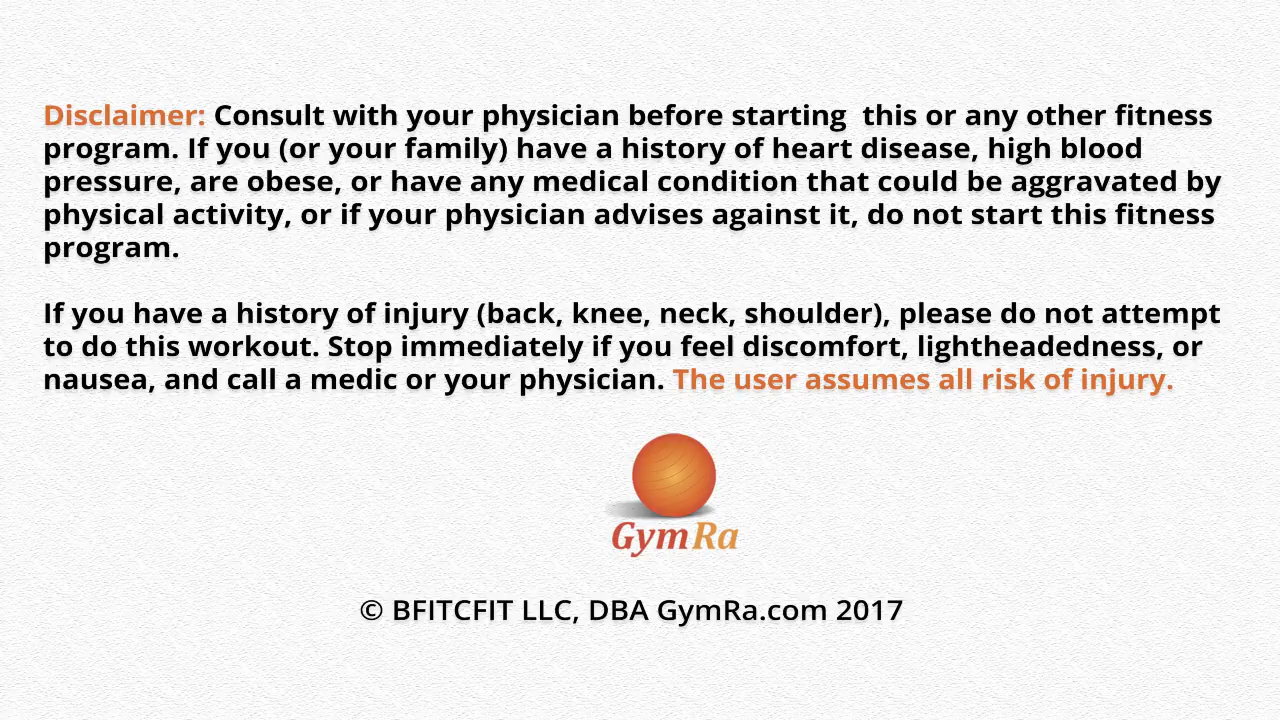 Disclaimer: Consult with your physician before starting  this or any other fitness
program. If you (or your family) have a history of heart disease, high blood
pressure, are obese, or have any medical condition that could be aggravated by
physical activity, or if your physician advises against it, do not start this fitness
program.
If you have a history of injury (back, knee, neck, shoulder), please do not attempt
to do this workout. Stop immediately if you feel discomfort, lightheadedness, or
nausea, and call a medic or your physician. The user assumes all risk of injury.
GymRa
© BFITCFIT LLC, DBA GymRa.com 2017